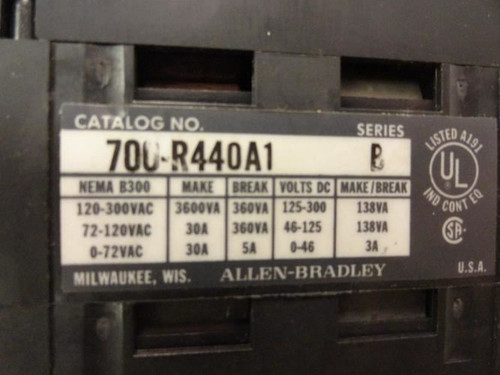 CATALOG NO. SERIES
700-R440A1 B
NEMA B300 MAKE BREAK VOLTS DC MAKE/BREAK
120-300VAC 3600VA 360VA 125-300 138VA
72-120VAC 30A 360VA 46-125 138VA
0-72VAC 30A 5A 0-46 3A
MILWAUKEE, WIS. ALLEN-BRADLEY U.S.A.
LISTED A191
UL
IND CONT EQ
SA